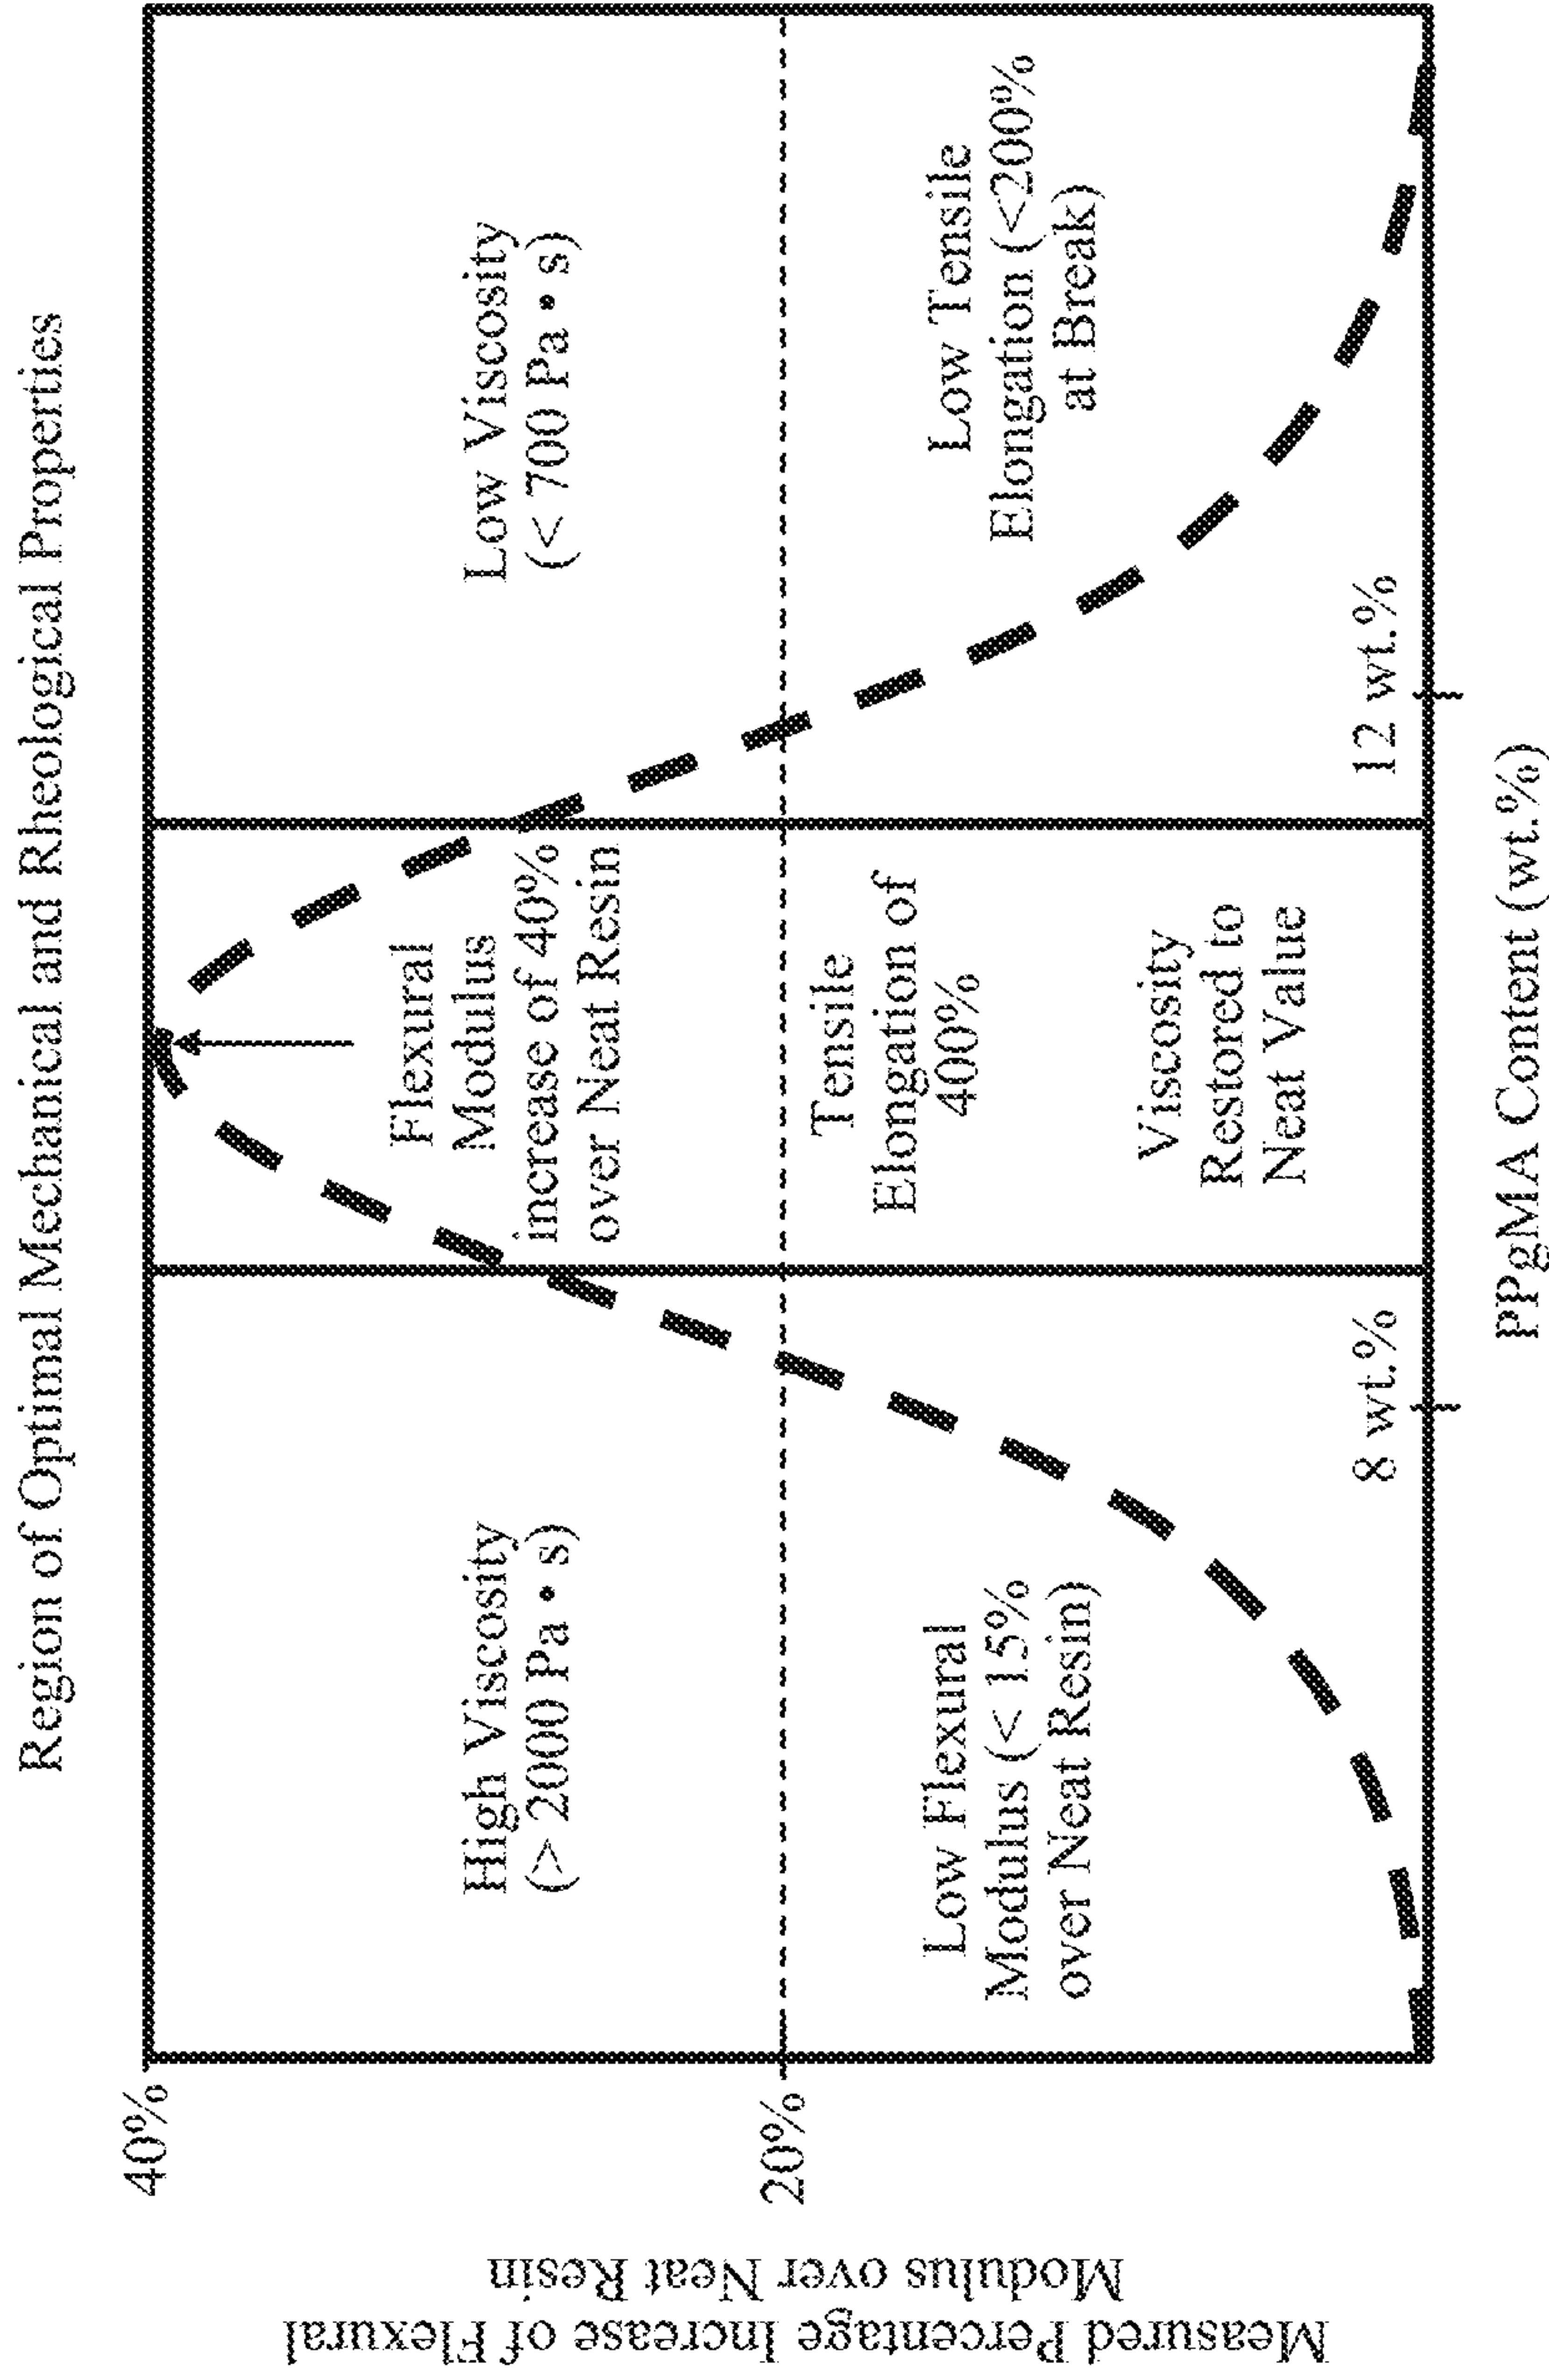 Region of Optimal Mechanical and Rheological Properties
Measured Percentage Increase of Flexural
Modulus over Neat Resin
40%
20%
High Viscosity
(> 2000 Pa • s)
Low Flexural
Modulus (< 15%
over Neat Resin)
8 wt.%
Flexural
Modulus
increase of 40%
over Neat Resin
Tensile
Elongation of
400%
Viscosity
Restored to
Neat Value
Low Viscosity
(< 700 Pa • s)
Low Tensile
Elongation (<200%
at Break)
12 wt.%
PPgMA Content (wt.%)